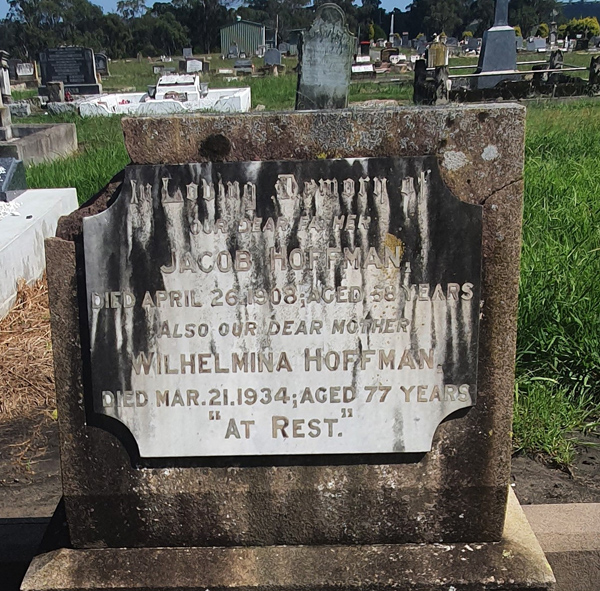 In Loving Memory of
OUR DEAR FATHER
JACOB HOFFMAN.
DIED APRIL 26.1908; AGED 58 YEARS
ALSO OUR DEAR MOTHER
WILHELMINA HOFFMAN.
DIED MAR.21.1934; AGED 77 YEARS
"AT REST."